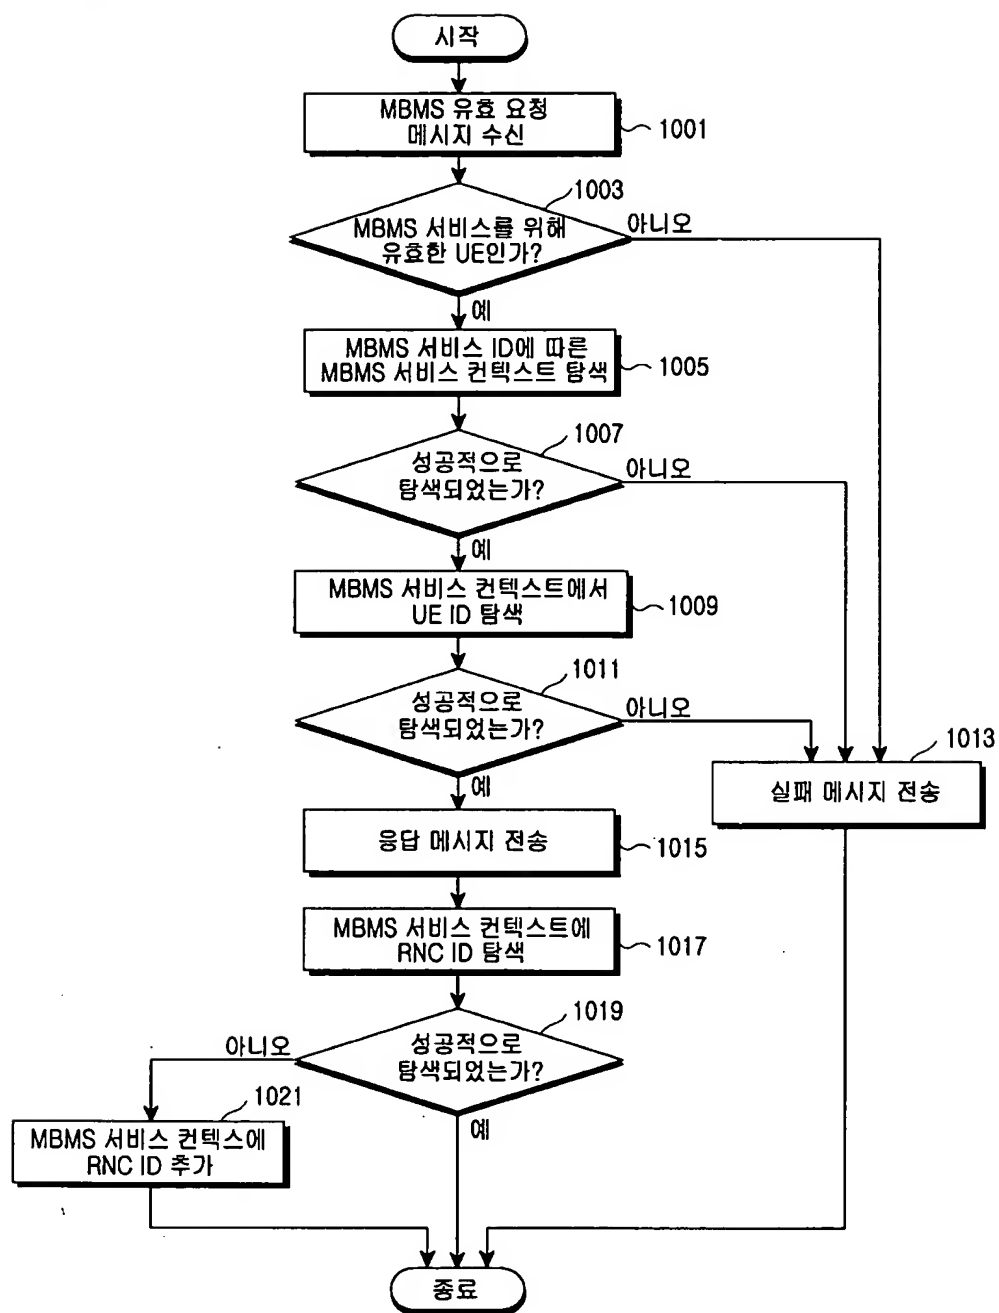 시작
MBMS 유효 요청
메시지 수신
1001
1003
MBMS 서비스를 위해
유효한 UE인가?
아니오
예
MBMS 서비스 ID에 따른
MBMS 서비스 컨텍스트 탐색
1005
1007
성공적으로
탐색되었는가?
아니오
예
MBMS 서비스 컨텍스트에서
UE ID 탐색
1009
1011
성공적으로
탐색되었는가?
아니오
예
1013
실패 메시지 전송
응답 메시지 전송
1015
MBMS 서비스 컨텍스트에
RNC ID 탐색
1017
1019
성공적으로
탐색되었는가?
아니오
예
1021
MBMS 서비스 컨텍스에
RNC ID 추가
종료